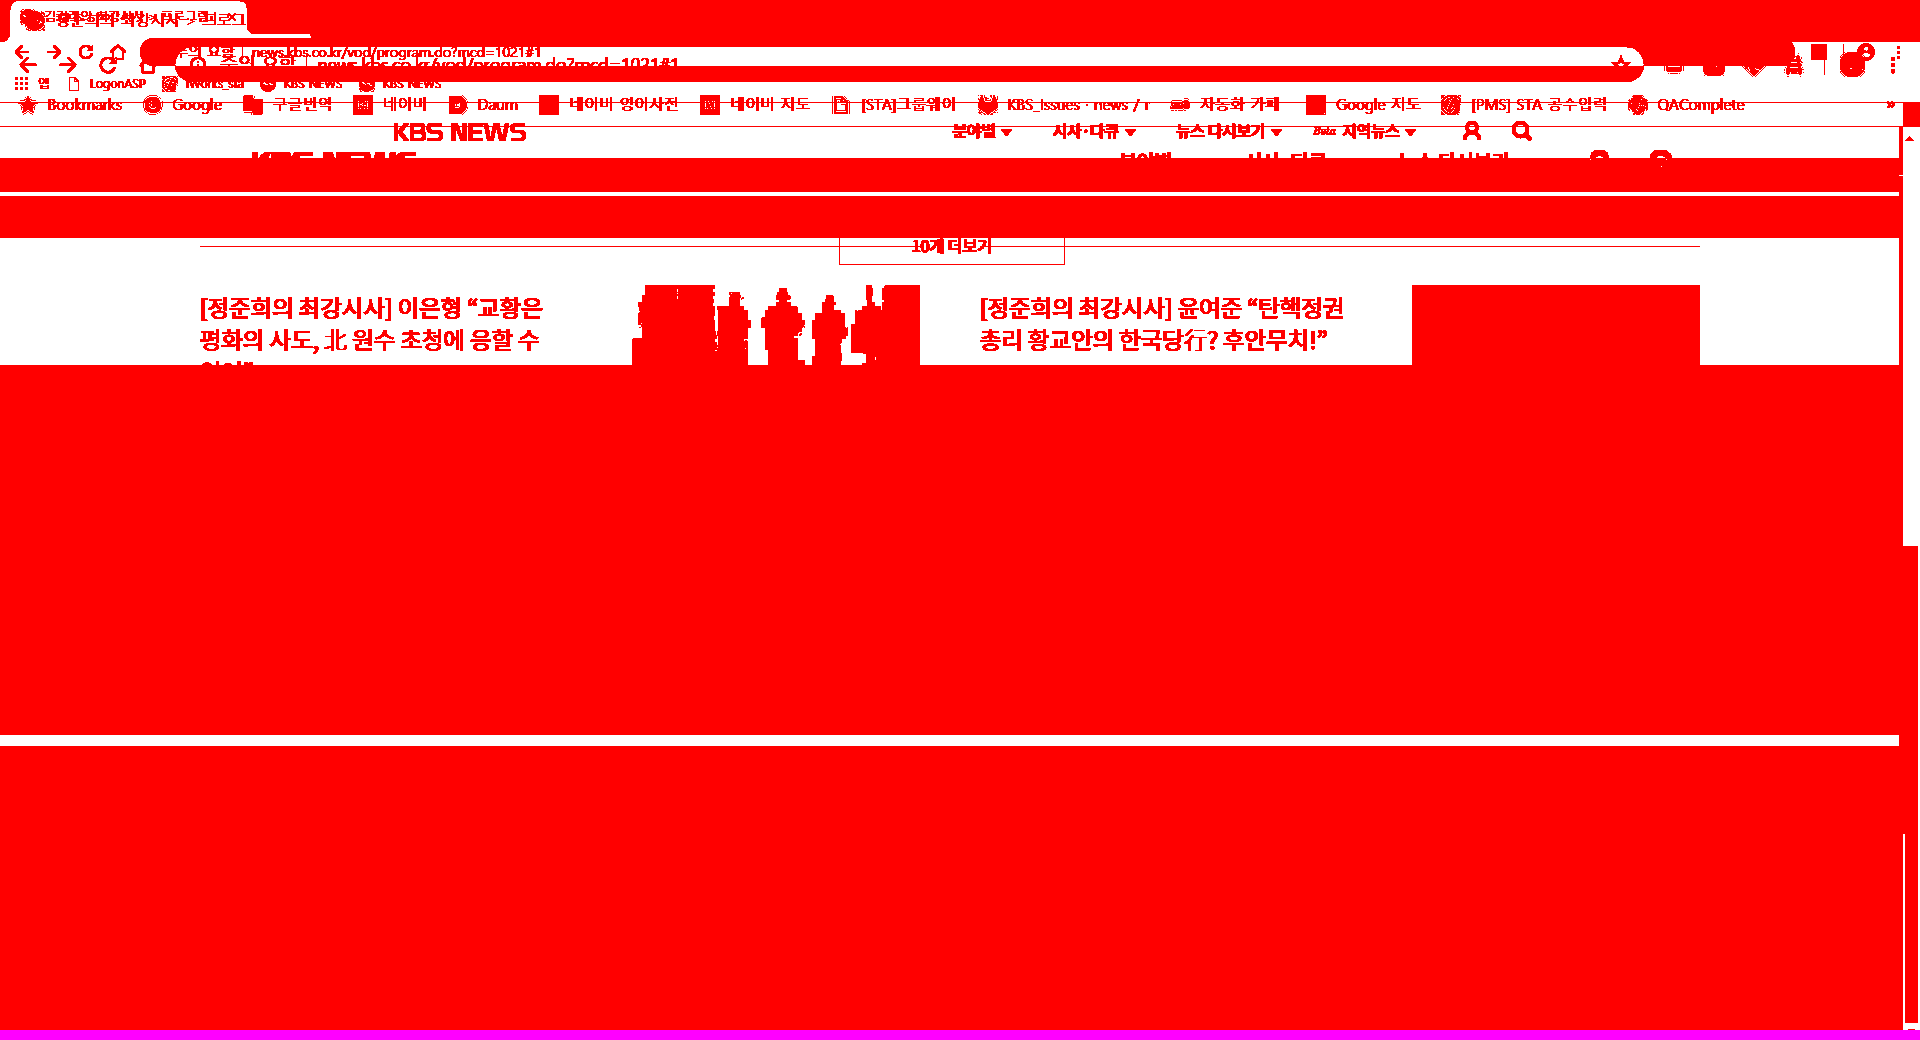 news.kbs.co.kr/vod/program.do?mcd=1021#1
앱 LogonASP KBS NEWS KBS NEWS
Bookmarks Google 구글번역 네이버 Daum 네이버 영어사전 네이버 지도 [STA]그룹웨어 KBS_Issues · news / r 자동화 카페 Google 지도 [PMS] STA 공수입력 QAComplete »
KBS NEWS 분야별 시사·다큐 뉴스 다시보기 Beta 지역뉴스
10개 더보기
[정준희의 최강시사] 이은형 “교황은
평화의 사도, 北 원수 초청에 응할 수
[정준희의 최강시사] 윤여준 “탄핵정권
총리 황교안의 한국당行? 후안무치!”